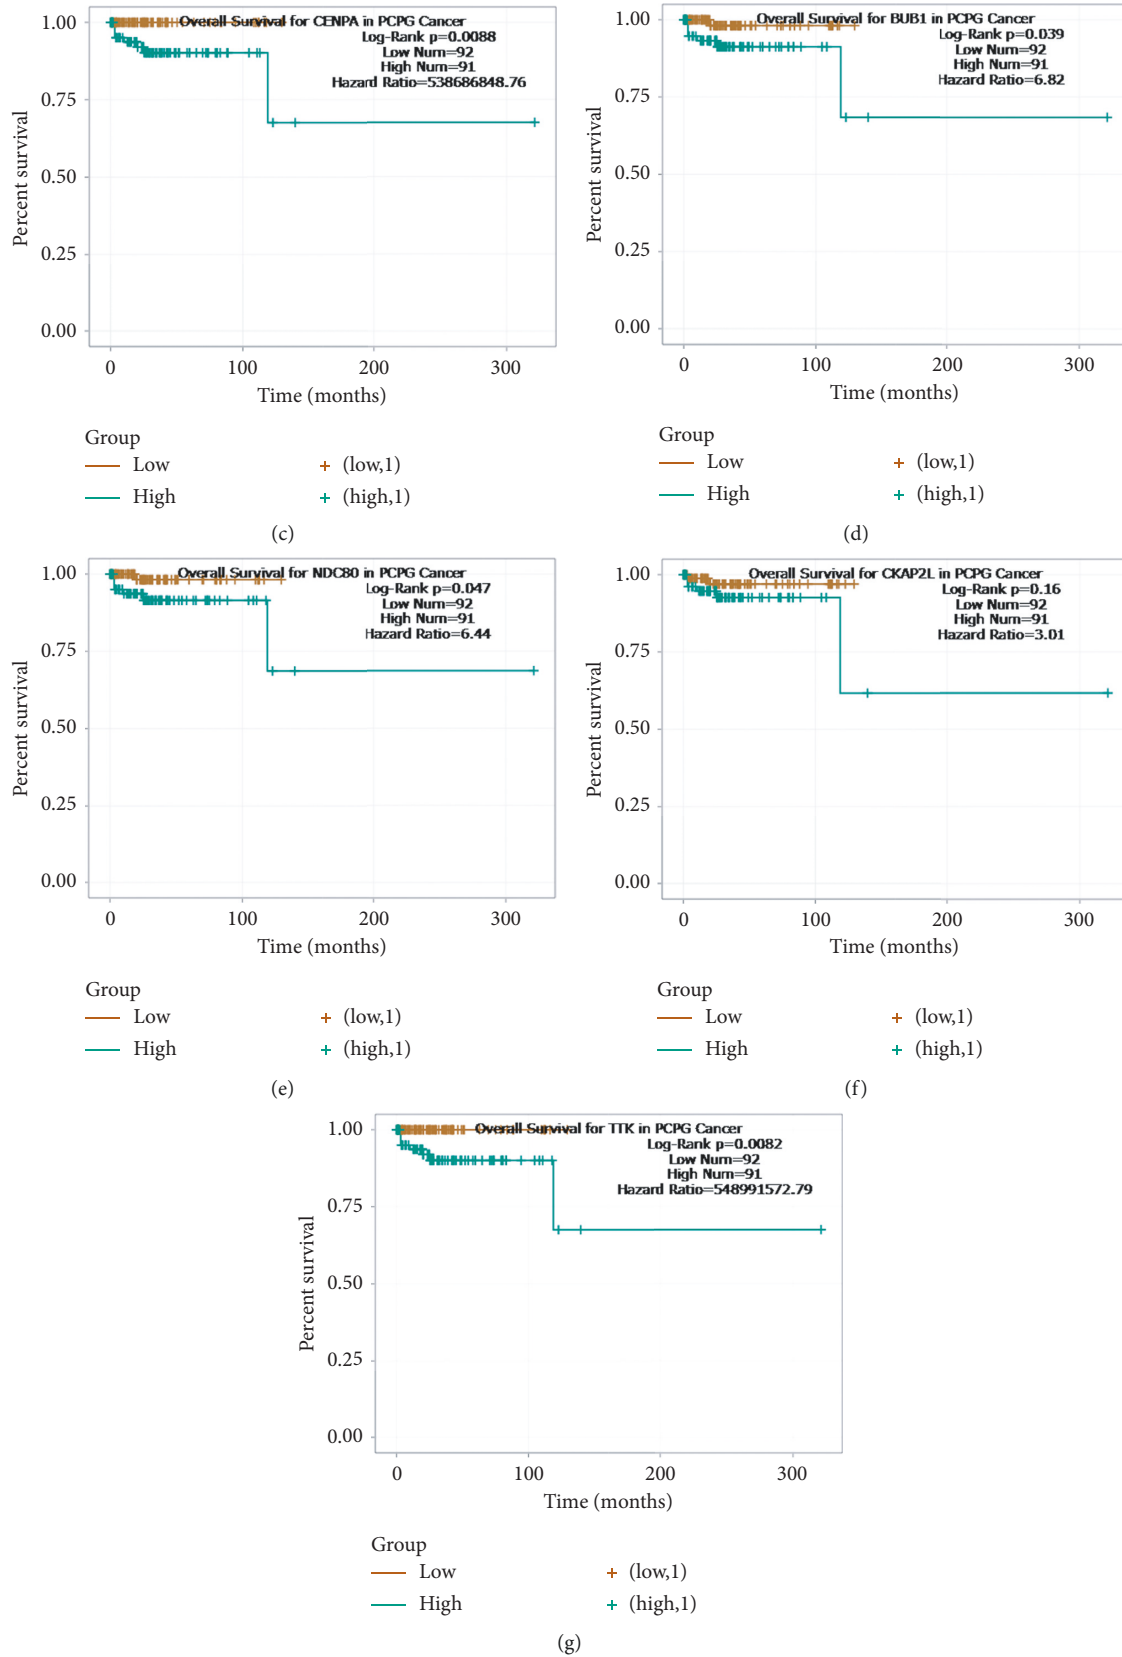 Overall Survival for CENPA in PCPG Cancer
Log-Rank p=0.0088
Low Num=92
High Num=91
Hazard Ratio=538686848.76
1.00
0.75
0.50
0.25
0.00
Percent survival
0 100 200 300
Time (months)
Group
Low (low,1)
High (high,1)
(c)
Overall Survival for BUB1 in PCPG Cancer
Log-Rank p=0.039
Low Num=92
High Num=91
Hazard Ratio=6.82
1.00
0.75
0.50
0.25
0.00
Percent survival
0 100 200 300
Time (months)
Group
Low (low,1)
High (high,1)
(d)
Overall Survival for NDC80 in PCPG Cancer
Log-Rank p=0.047
Low Num=92
High Num=91
Hazard Ratio=6.44
1.00
0.75
0.50
0.25
0.00
Percent survival
0 100 200 300
Time (months)
Group
Low (low,1)
High (high,1)
(e)
Overall Survival for CKAP2L in PCPG Cancer
Log-Rank p=0.16
Low Num=92
High Num=91
Hazard Ratio=3.01
1.00
0.75
0.50
0.25
0.00
Percent survival
0 100 200 300
Time (months)
Group
Low (low,1)
High (high,1)
(f)
Overall Survival for TTK in PCPG Cancer
Log-Rank p=0.0082
Low Num=92
High Num=91
Hazard Ratio=548991572.79
1.00
0.75
0.50
0.25
0.00
Percent survival
0 100 200 300
Time (months)
Group
Low (low,1)
High (high,1)
(g)